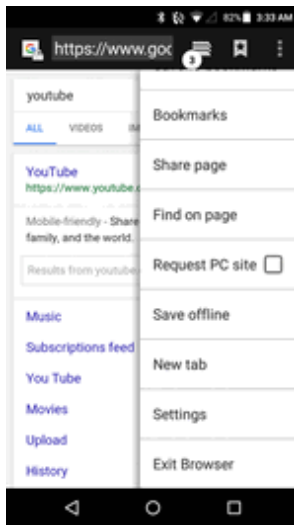 82% 3:33 AM
https://www.goo
3
youtube
ALL VIDEOS
Bookmarks
YouTube
https://www.youtube.c
Share page
Mobile-friendly - Share
family, and the world.
Find on page
Results from youtube.
Request PC site
Music
Save offline
Subscriptions feed
You Tube
New tab
Movies
Settings
Upload
History
Exit Browser